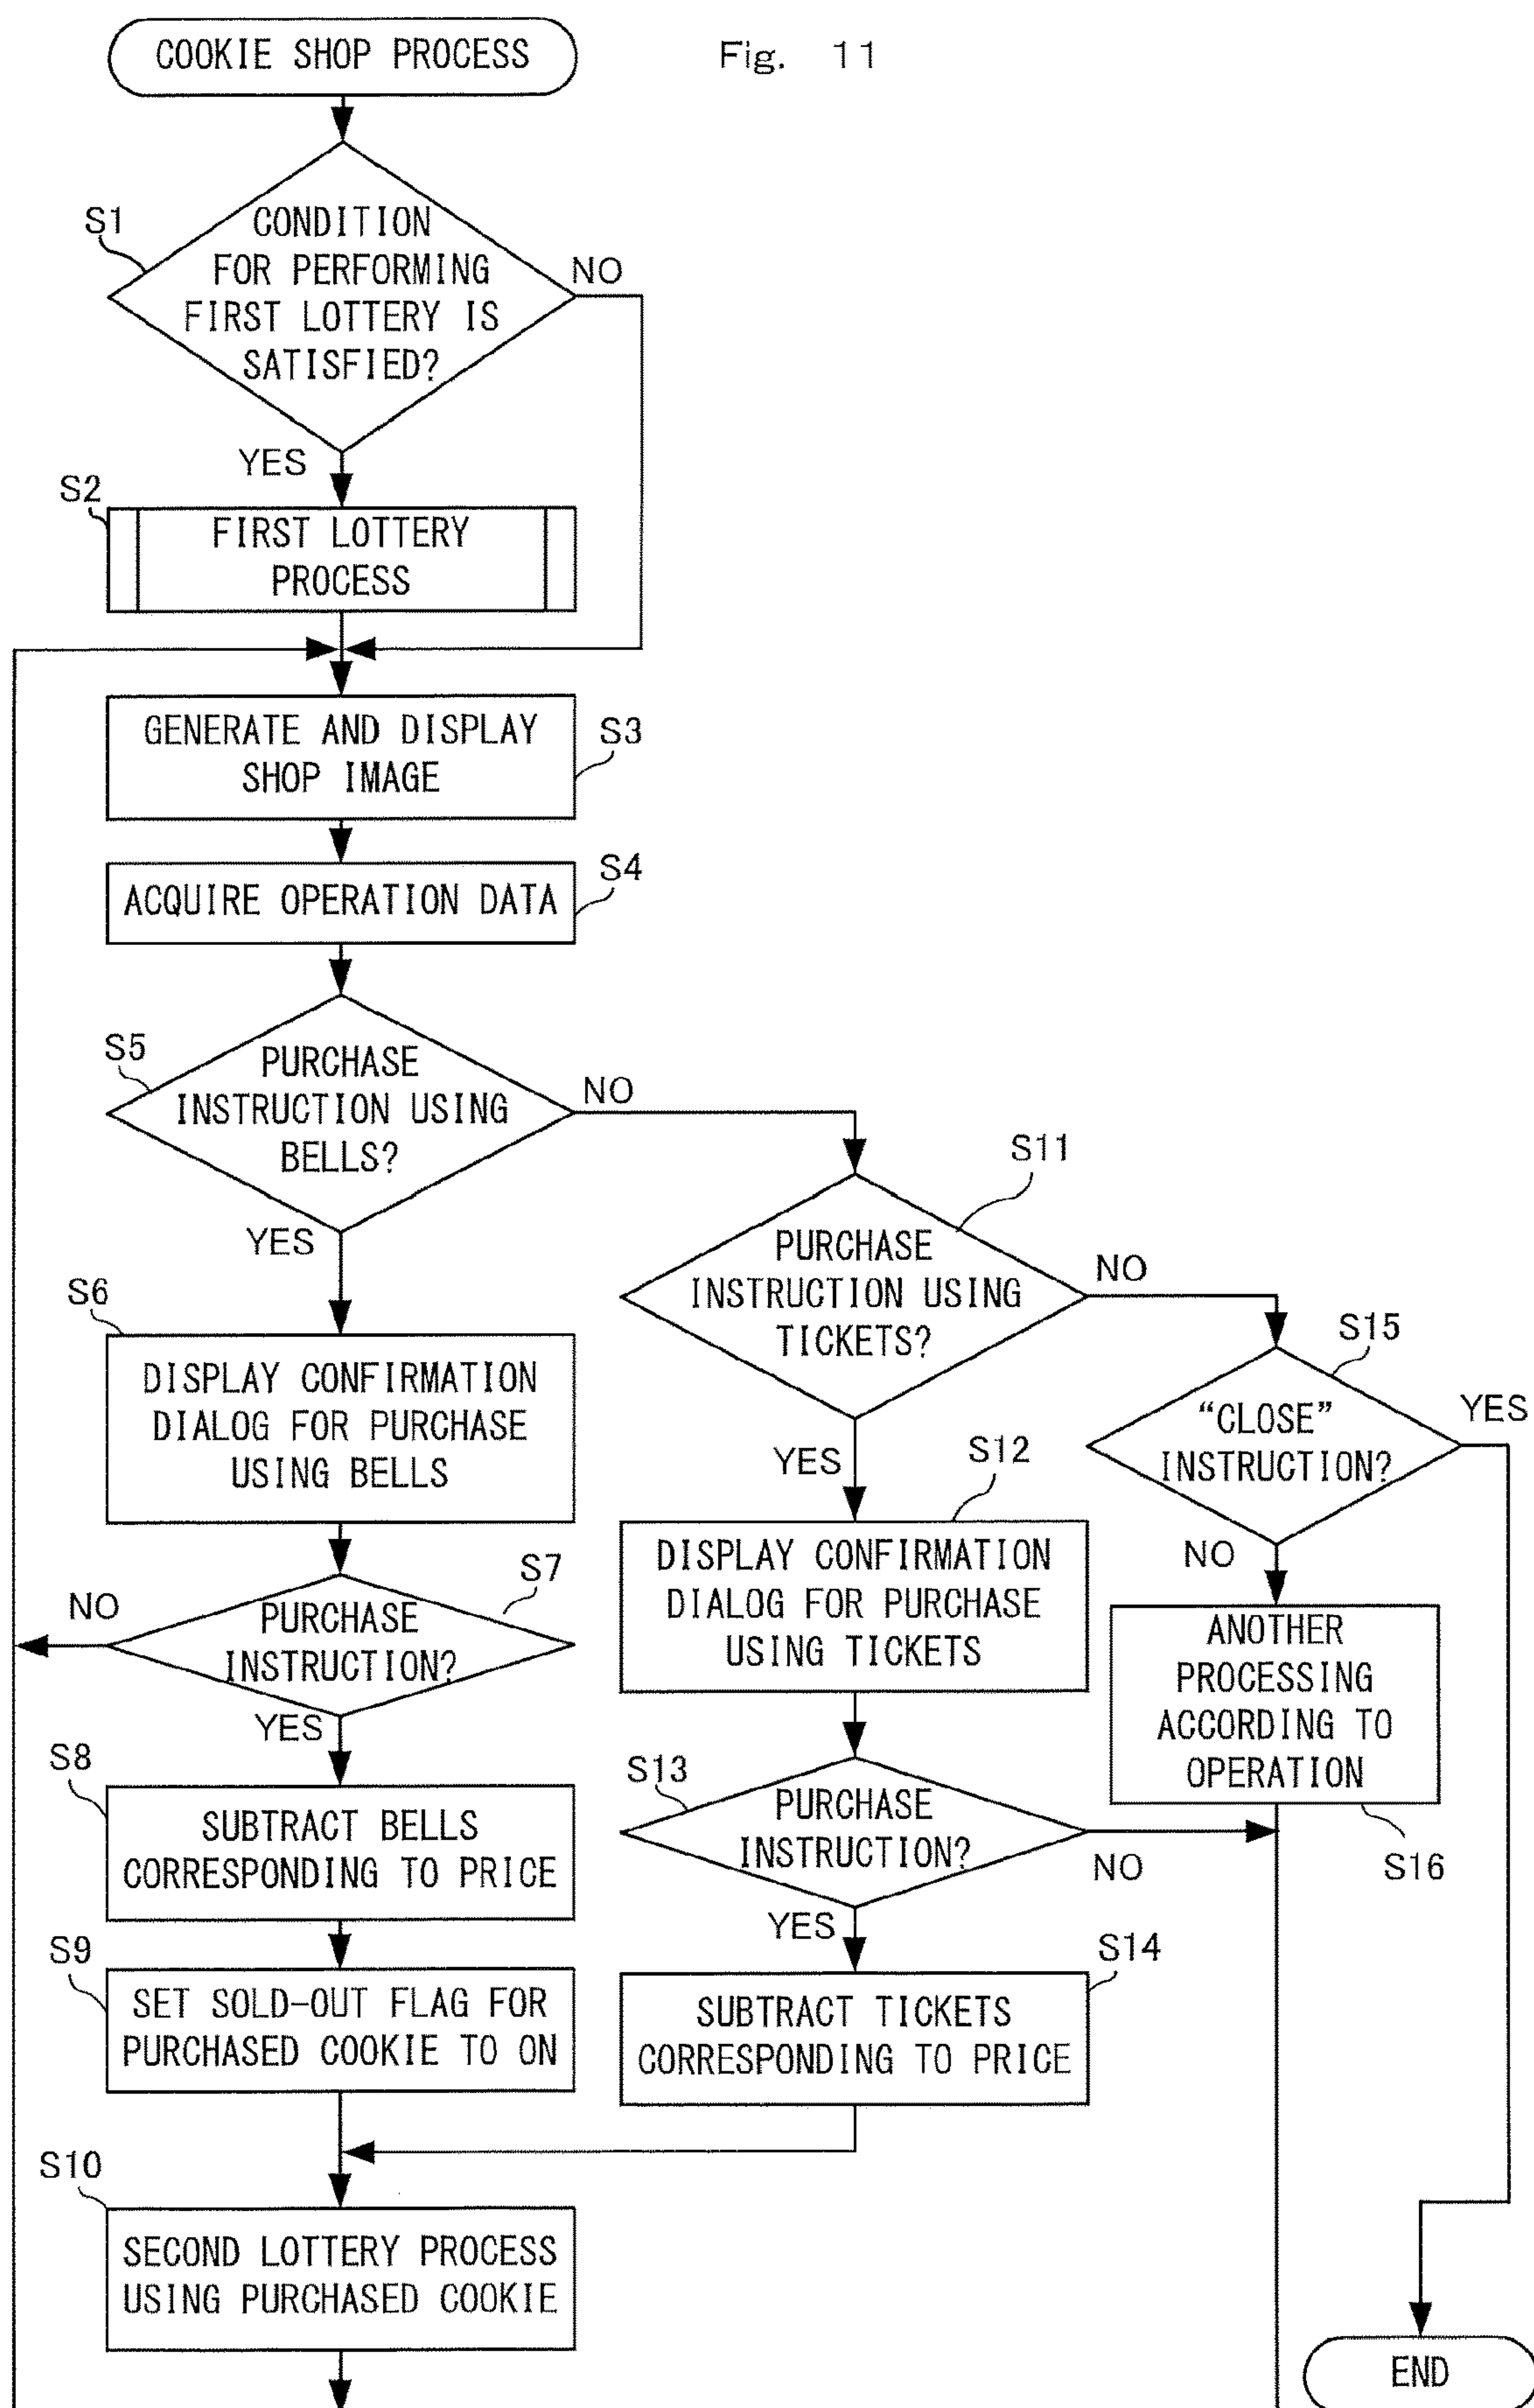 COOKIE SHOP PROCESS
Fig. 11
S1
CONDITION
FOR PERFORMING
FIRST LOTTERY IS
SATISFIED?
NO
YES
S2
FIRST LOTTERY
PROCESS
GENERATE AND DISPLAY
SHOP IMAGE
S3
ACQUIRE OPERATION DATA
S4
S5
PURCHASE
INSTRUCTION USING
BELLS?
NO
YES
S6
DISPLAY CONFIRMATION
DIALOG FOR PURCHASE
USING BELLS
S7
PURCHASE
INSTRUCTION?
NO
YES
S8
SUBTRACT BELLS
CORRESPONDING TO PRICE
S9
SET SOLD-OUT FLAG FOR
PURCHASED COOKIE TO ON
S10
SECOND LOTTERY PROCESS
USING PURCHASED COOKIE
S11
PURCHASE
INSTRUCTION USING
TICKETS?
NO
YES
S12
DISPLAY CONFIRMATION
DIALOG FOR PURCHASE
USING TICKETS
S13
PURCHASE
INSTRUCTION?
NO
YES
S14
SUBTRACT TICKETS
CORRESPONDING TO PRICE
S15
“CLOSE”
INSTRUCTION?
YES
NO
ANOTHER
PROCESSING
ACCORDING TO
OPERATION
S16
END